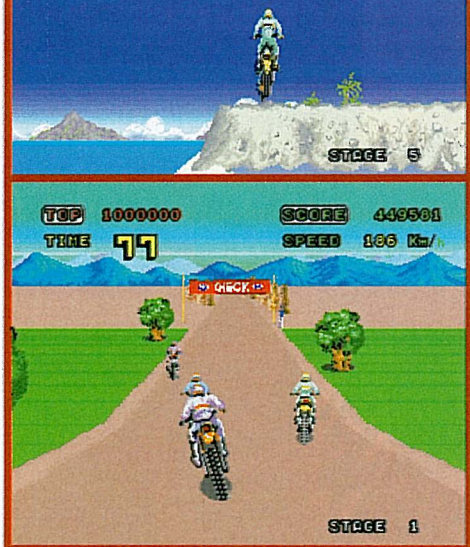 STAGE 5
TOP 1000000 SCORE 449581
TIME 77 SPEED 186 Km/h
CHECK
STAGE 1